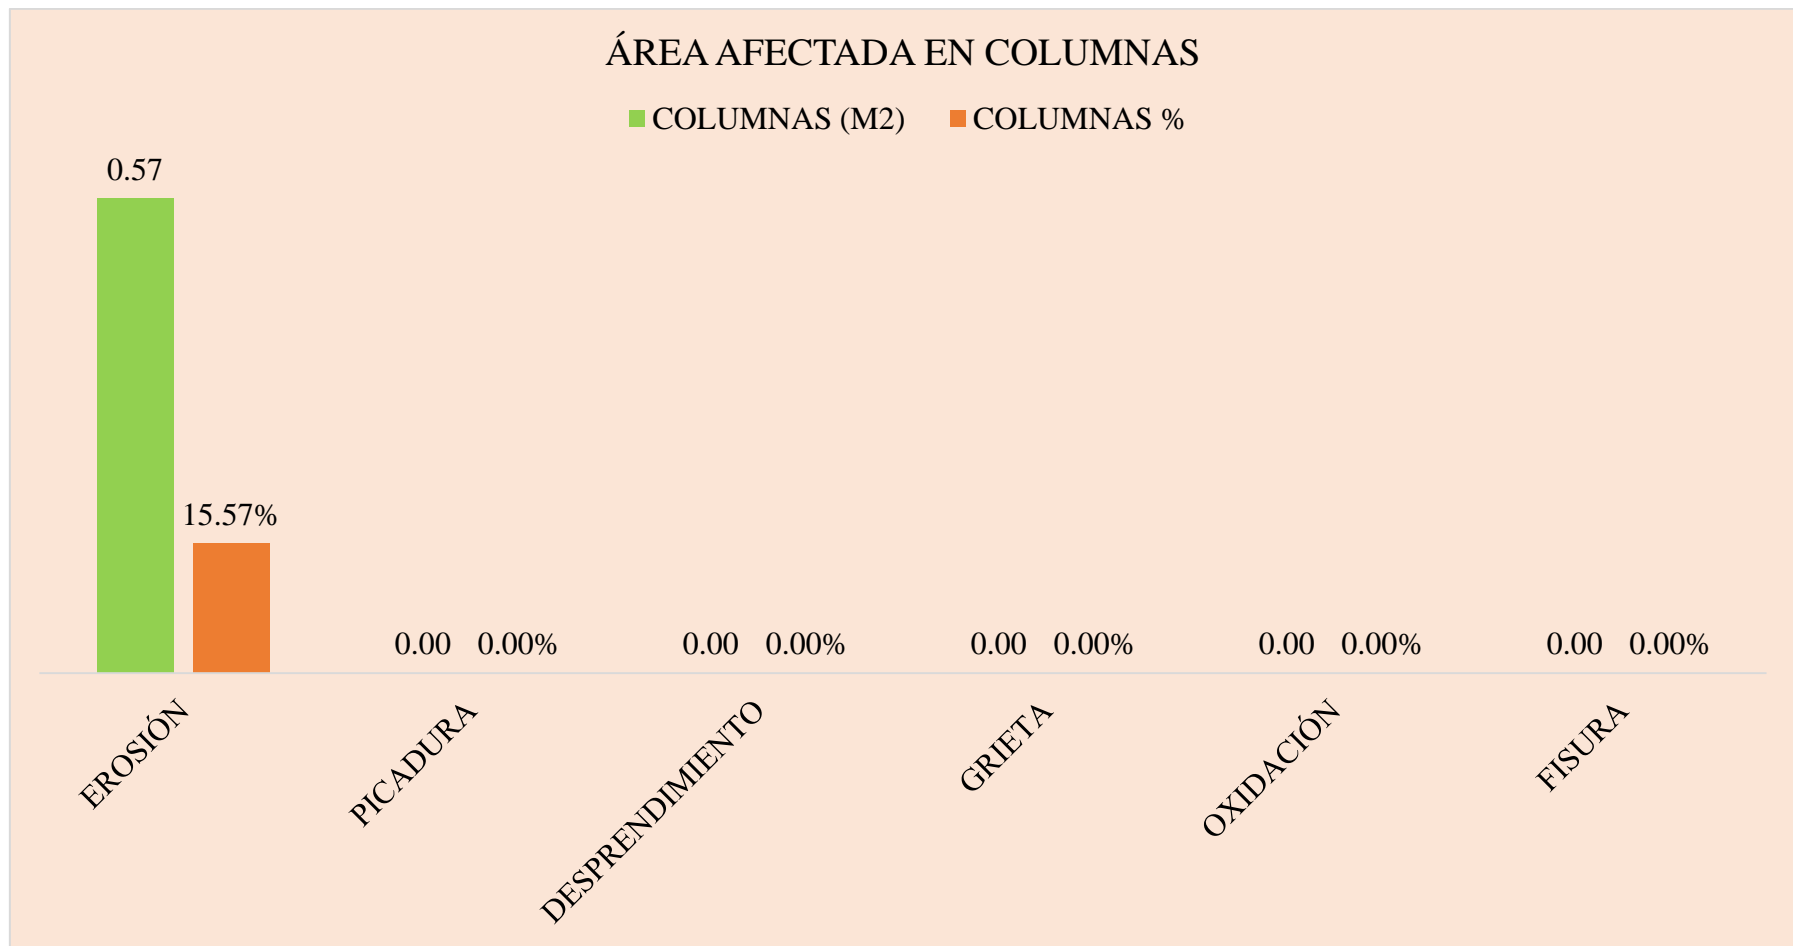 ÁREA AFECTADA EN COLUMNAS
COLUMNAS (M2) COLUMNAS %
0.57
15.57%
0.00 0.00% 0.00 0.00% 0.00 0.00% 0.00 0.00% 0.00 0.00%
EROSIÓN
PICADURA
DESPRENDIMIENTO
GRIETA
OXIDACIÓN
FISURA